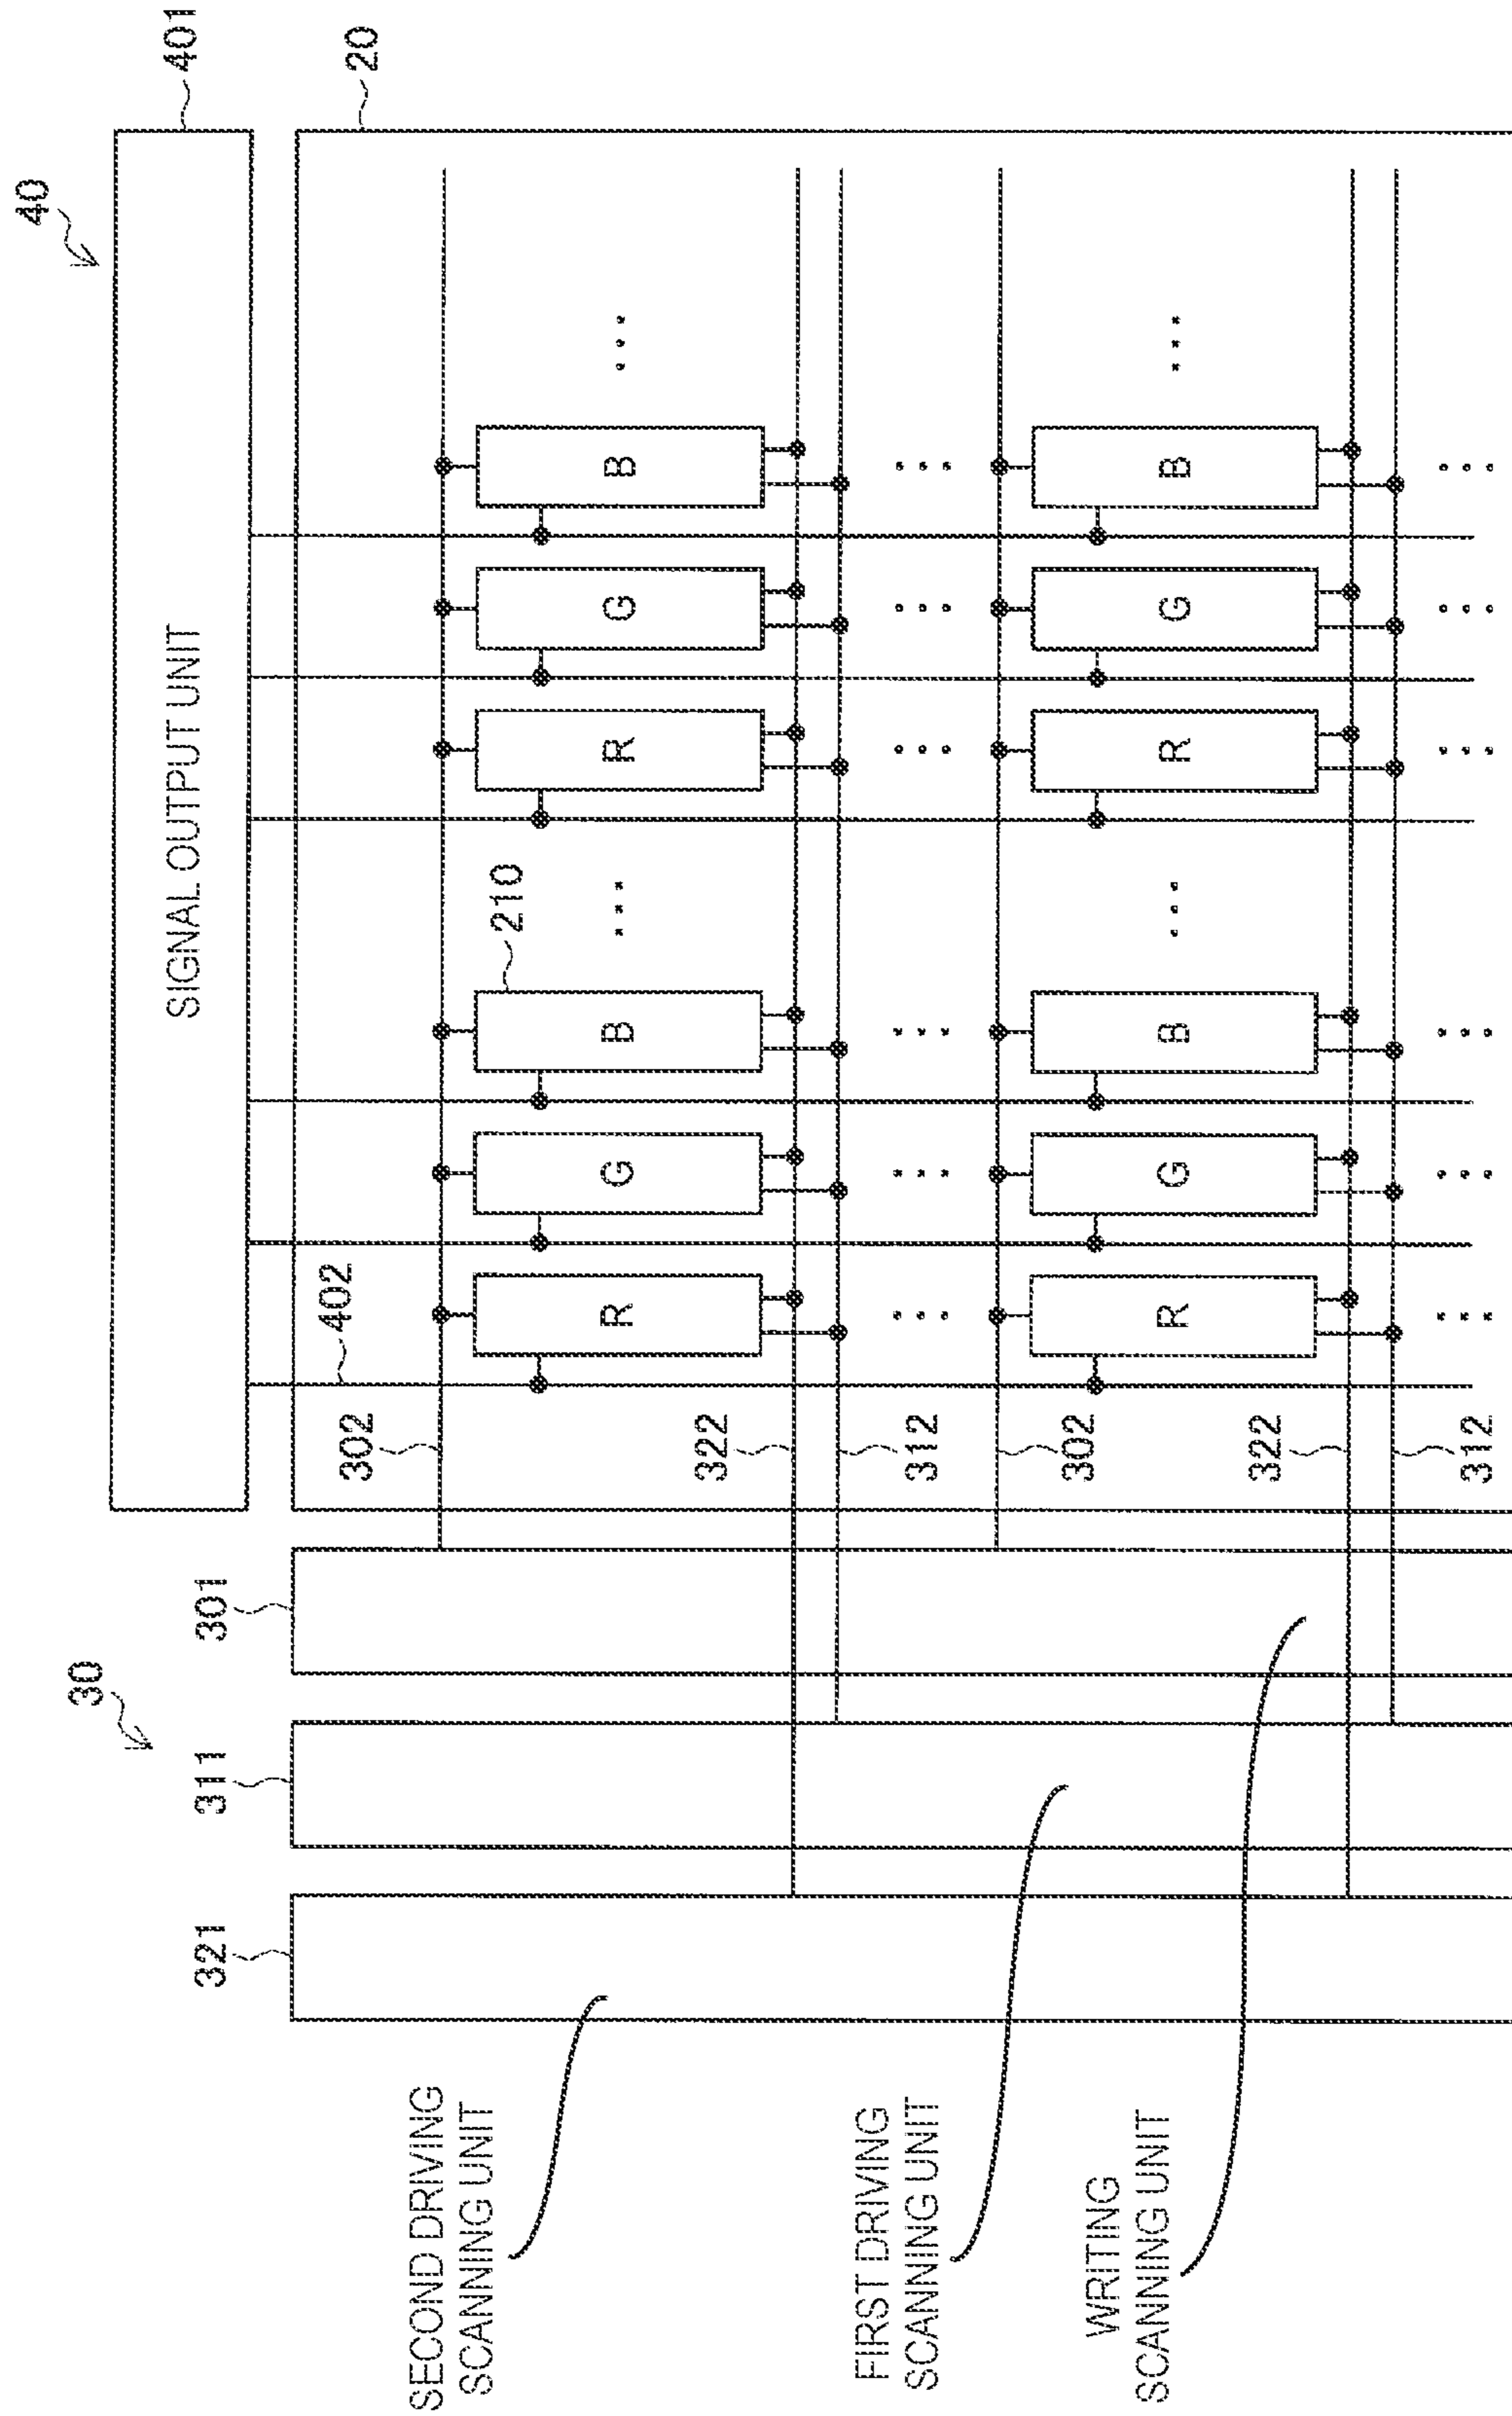 40
30
SIGNAL OUTPUT UNIT
401
321
311
301
402
302
20
SECOND DRIVING
SCANNING UNIT
210
R G B ... R G B ...
322
FIRST DRIVING
SCANNING UNIT
312
302
WRITING
SCANNING UNIT
R G B ... R G B ...
322
312